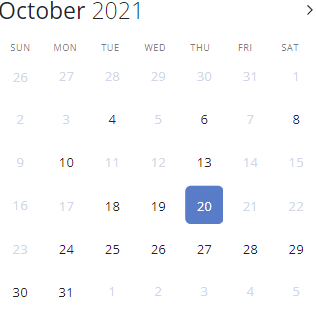 October 2021
SUN MON TUE WED THU FRI SAT
26 27 28 29 30 31 1
2 3 4 5 6 7 8
9 10 11 12 13 14 15
16 17 18 19 20 21 22
23 24 25 26 27 28 29
30 31 1 2 3 4 5